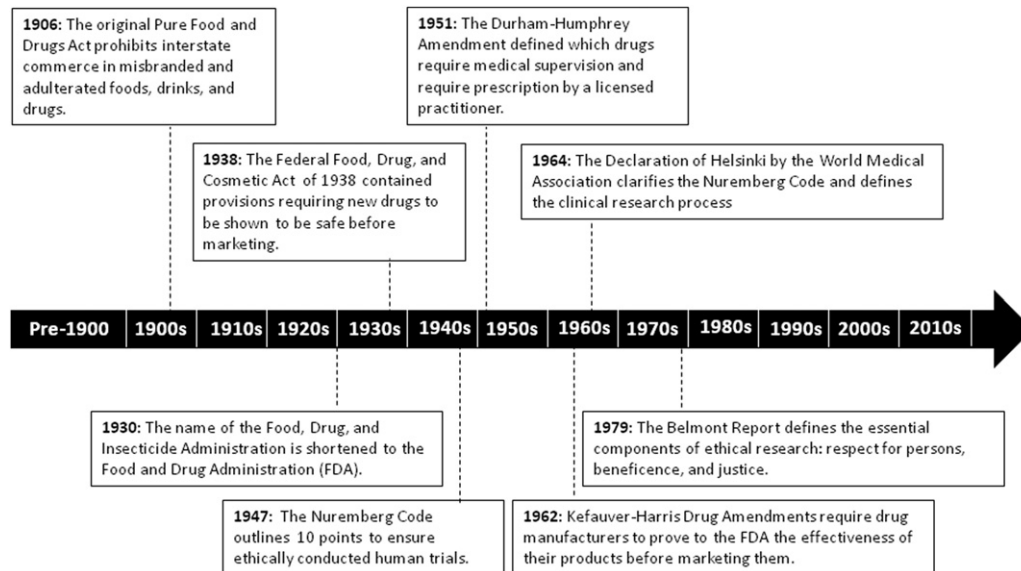 1906: The original Pure Food and
Drugs Act prohibits interstate
commerce in misbranded and
adulterated foods, drinks, and
drugs.
1951: The Durham-Humphrey
Amendment defined which drugs
require medical supervision and
require prescription by a licensed
practitioner.
1938: The Federal Food, Drug, and
Cosmetic Act of 1938 contained
provisions requiring new drugs to
be shown to be safe before
marketing.
1964: The Declaration of Helsinki by the World Medical
Association clarifies the Nuremberg Code and defines
the clinical research process
Pre-1900 1900s 1910s 1920s 1930s 1940s 1950s 1960s 1970s 1980s 1990s 2000s 2010s
1930: The name of the Food, Drug, and
Insecticide Administration is shortened to the
Food and Drug Administration (FDA).
1979: The Belmont Report defines the essential
components of ethical research: respect for persons,
beneficence, and justice.
1947: The Nuremberg Code
outlines 10 points to ensure
ethically conducted human trials.
1962: Kefauver-Harris Drug Amendments require drug
manufacturers to prove to the FDA the effectiveness of
their products before marketing them.